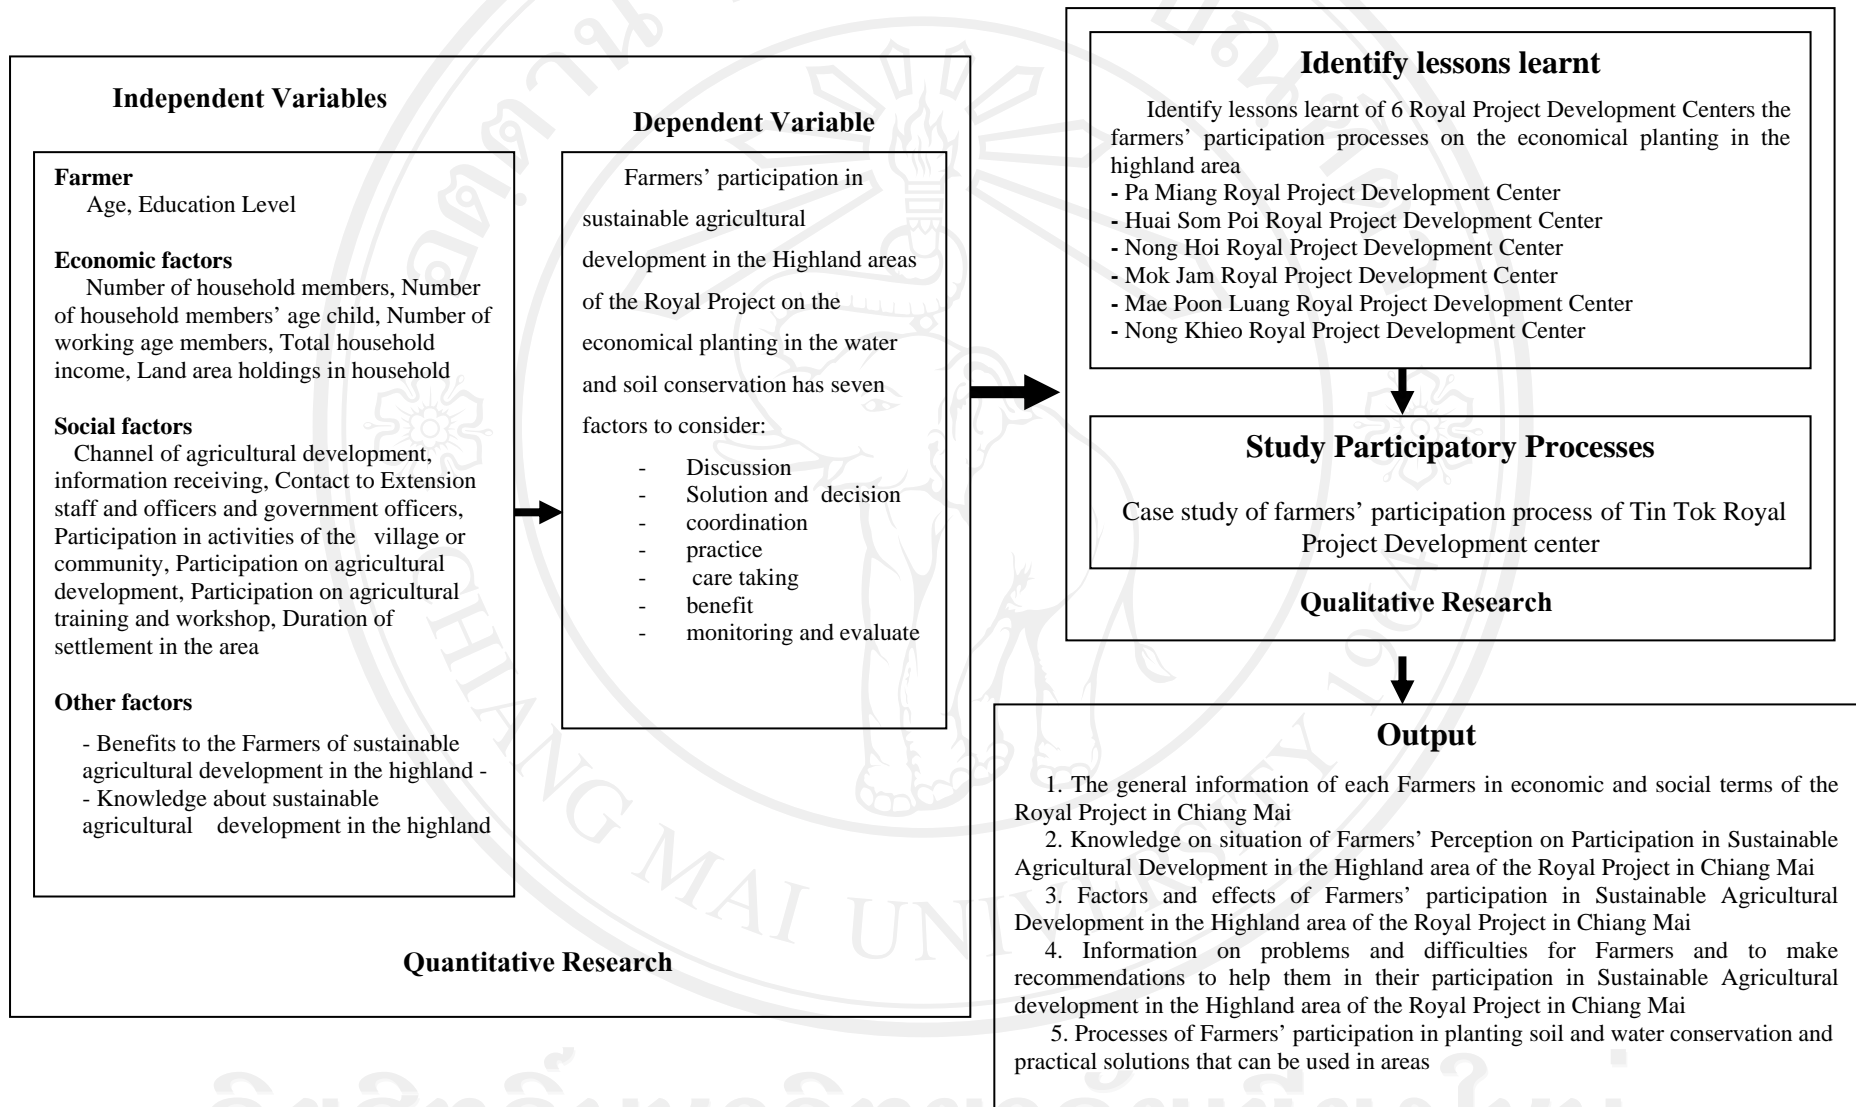 Independent Variables
Farmer
Age, Education Level
Economic factors
Number of household members, Number
of household members’ age child, Number of
working age members, Total household
income, Land area holdings in household
Social factors
Channel of agricultural development,
information receiving, Contact to Extension
staff and officers and government officers,
Participation in activities of the village or
community, Participation on agricultural
development, Participation on agricultural
training and workshop, Duration of
settlement in the area
Other factors
- Benefits to the Farmers of sustainable
agricultural development in the highland -
- Knowledge about sustainable
agricultural development in the highland
Dependent Variable
Farmers’ participation in
sustainable agricultural
development in the Highland areas
of the Royal Project on the
economical planting in the water
and soil conservation has seven
factors to consider:
- Discussion
- Solution and decision
- coordination
- practice
- care taking
- benefit
- monitoring and evaluate
Quantitative Research
Identify lessons learnt
Identify lessons learnt of 6 Royal Project Development Centers the
farmers’ participation processes on the economical planting in the
highland area
- Pa Miang Royal Project Development Center
- Huai Som Poi Royal Project Development Center
- Nong Hoi Royal Project Development Center
- Mok Jam Royal Project Development Center
- Mae Poon Luang Royal Project Development Center
- Nong Khieo Royal Project Development Center
Study Participatory Processes
Case study of farmers’ participation process of Tin Tok Royal
Project Development center
Qualitative Research
Output
1. The general information of each Farmers in economic and social terms of the
Royal Project in Chiang Mai
2. Knowledge on situation of Farmers’ Perception on Participation in Sustainable
Agricultural Development in the Highland area of the Royal Project in Chiang Mai
3. Factors and effects of Farmers’ participation in Sustainable Agricultural
Development in the Highland area of the Royal Project in Chiang Mai
4. Information on problems and difficulties for Farmers and to make
recommendations to help them in their participation in Sustainable Agricultural
development in the Highland area of the Royal Project in Chiang Mai
5. Processes of Farmers’ participation in planting soil and water conservation and
practical solutions that can be used in areas
CHIANG MAI UNIVERSITY 1964